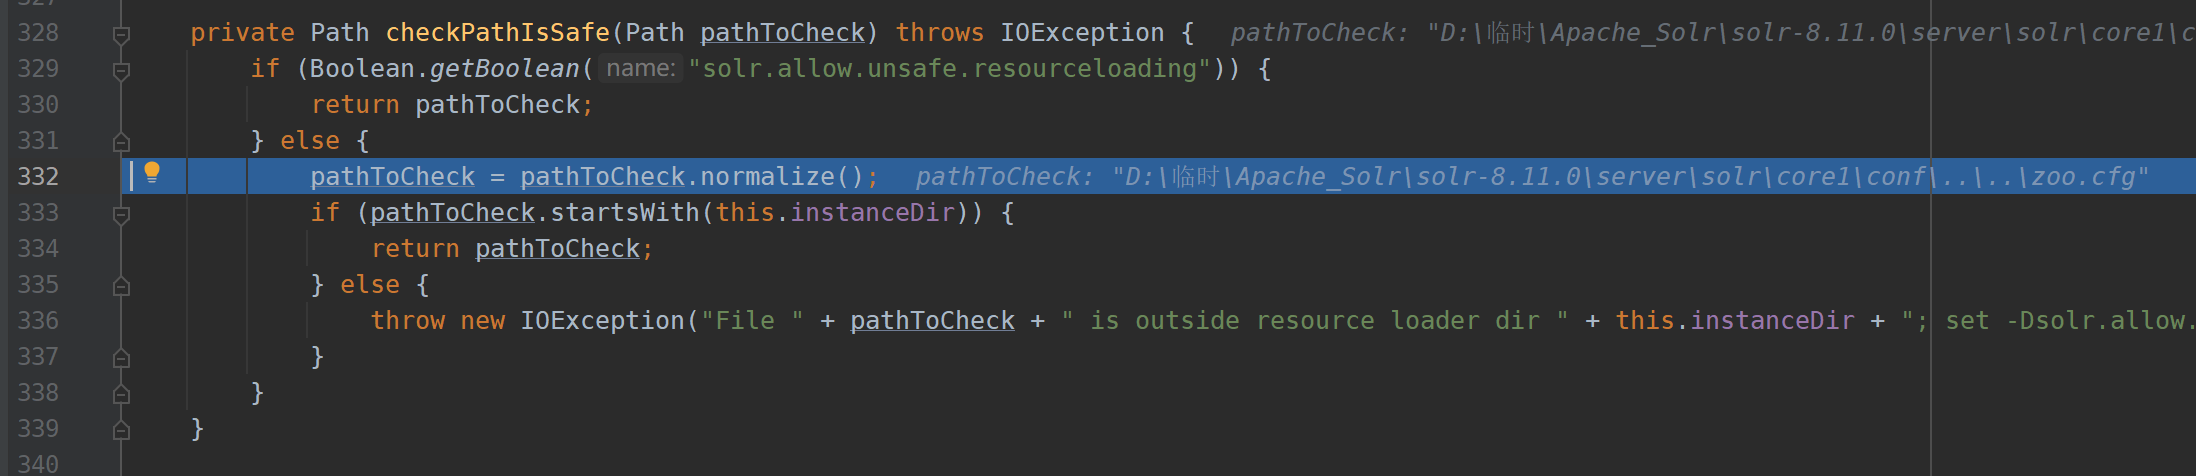 328 private Path checkPathIsSafe(Path pathToCheck) throws IOException { pathToCheck: "D:\临时\Apache_Solr\solr-8.11.0\server\solr\core1\c
329 if (Boolean.getBoolean( name: "solr.allow.unsafe.resourceloading")) {
330 return pathToCheck;
331 } else {
332 pathToCheck = pathToCheck.normalize(); pathToCheck: "D:\临时\Apache_Solr\solr-8.11.0\server\solr\core1\conf\..\..\zoo.cfg"
333 if (pathToCheck.startsWith(this.instanceDir)) {
334 return pathToCheck;
335 } else {
336 throw new IOException("File " + pathToCheck + " is outside resource loader dir " + this.instanceDir + "; set -Dsolr.allow.
337 }
338 }
339 }
340